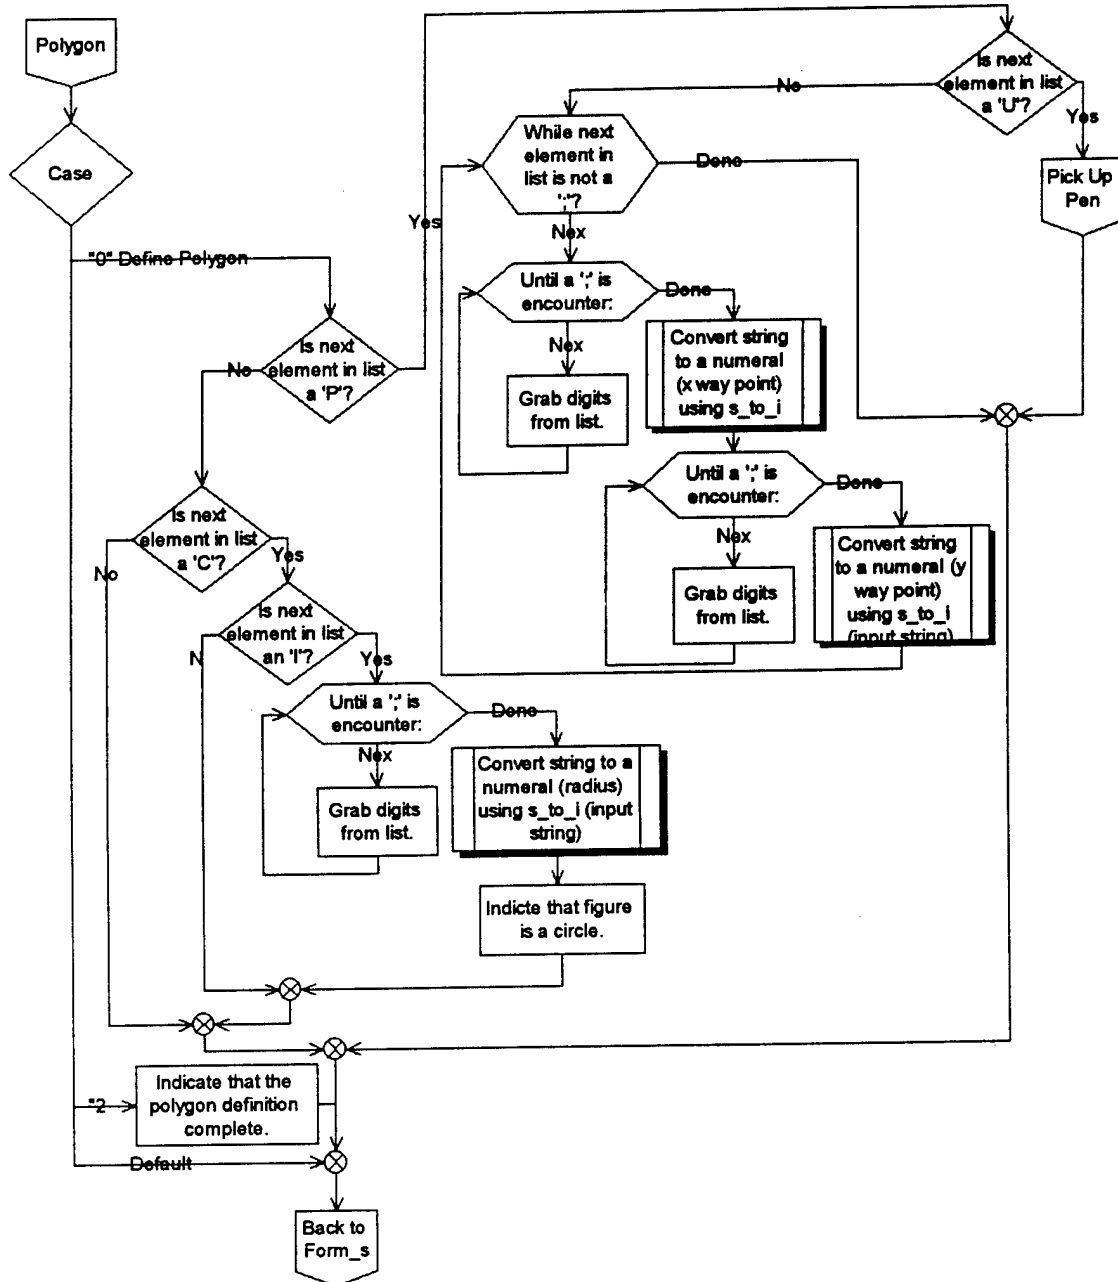 Polygon
Case
"0" Define Polygon
Is next
element in list
a 'P'?
Yes
No
Is next
element in list
a 'U'?
No
Yes
Pick Up
Pen
While next
element in
list is not a
';'?
Done
Nex
Until a ';' is
encounter:
Done
Nex
Grab digits
from list.
Convert string
to a numeral
(x way point)
using s_to_i
Until a ';' is
encounter:
Done
Nex
Grab digits
from list.
Convert string
to a numeral (y
way point)
using s_to_i
(input string)
Is next
element in list
a 'C'?
No
Yes
Is next
element in list
an 'I'?
N
Yes
Until a ';' is
encounter:
Done
Nex
Grab digits
from list.
Convert string to a
numeral (radius)
using s_to_i (input
string)
Indicte that figure
is a circle.
"2
Indicate that the
polygon definition
complete.
Default
Back to
Form_s